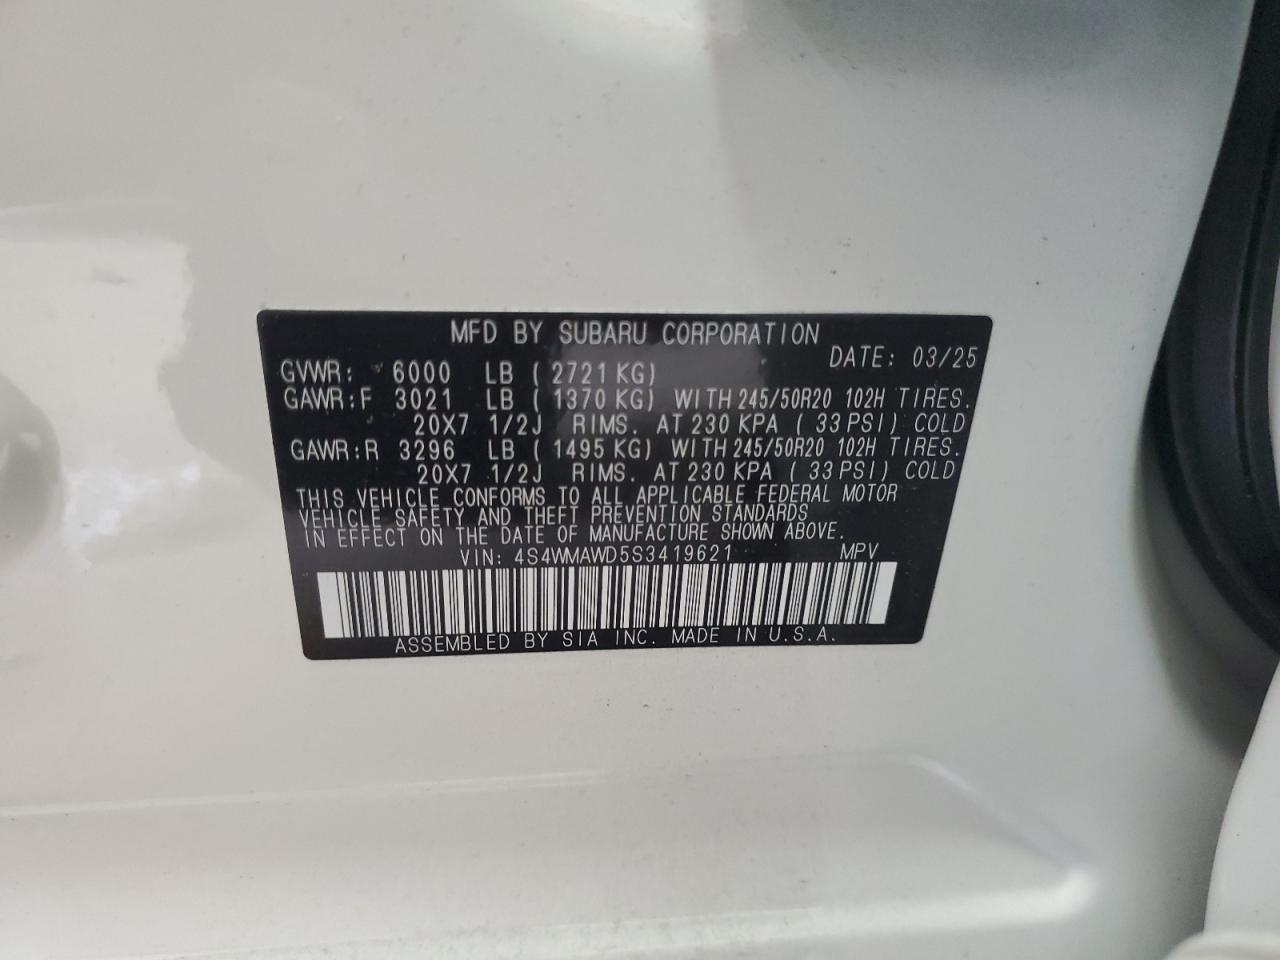 MFD BY SUBARU CORPORATION
DATE: 03/25
GVWR: 6000 LB ( 2721 KG)
GAWR:F 3021 LB ( 1370 KG) WITH 245/50R20 102H TIRES.
20X7 1/2J RIMS. AT 230 KPA ( 33 PSI) COLD
GAWR:R 3296 LB ( 1495 KG) WITH 245/50R20 102H TIRES.
20X7 1/2J RIMS. AT 230 KPA ( 33 PSI) COLD
THIS VEHICLE CONFORMS TO ALL APPLICABLE FEDERAL MOTOR
VEHICLE SAFETY AND THEFT PREVENTION STANDARDS
IN EFFECT ON THE DATE OF MANUFACTURE SHOWN ABOVE.
VIN: 4S4WMAWD5S3419621 MPV
ASSEMBLED BY SIA INC. MADE IN U.S.A.